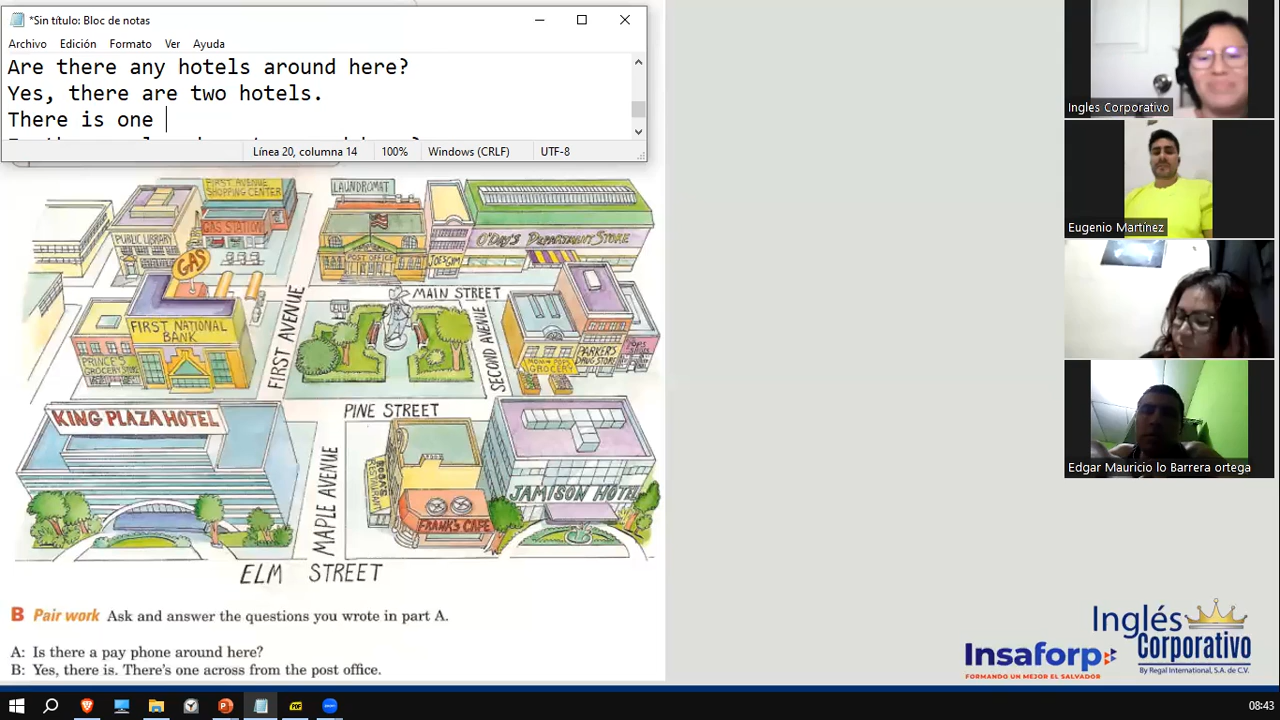 *Sin título: Bloc de notas
Archivo Edición Formato Ver Ayuda
Are there any hotels around here?
Yes, there are two hotels.
There is one
Línea 20, columna 14 100% Windows (CRLF) UTF-8
FIRST AVENUE
SHOPPING CENTER
LAUNDROMAT
PUBLIC LIBRARY
GAS STATION
O'DAY'S DEPARTMENT STORE
POST OFFICE
JOE'S GYM
GAS
MAIN STREET
FIRST AVENUE
SECOND AVENUE
FIRST NATIONAL
BANK
PRINCE'S
GROCERY STORE
MOM & POP'S
GROCERY
PARKER'S
DRUG STORE
KING PLAZA HOTEL
PINE STREET
MAPLE AVENUE
RESTAURANT
JAMISON HOTEL
FRANK'S CAFE
ELM STREET
B Pair work Ask and answer the questions you wrote in part A.
A: Is there a pay phone around here?
B: Yes, there is. There's one across from the post office.
Ingles Corporativo
Eugenio Martínez
Edgar Mauricio lo Barrera ortega
Insaforp
FORMANDO UN MEJOR EL SALVADOR
Inglés
Corporativo
By Regal International, S.A. de C.V.
08:43